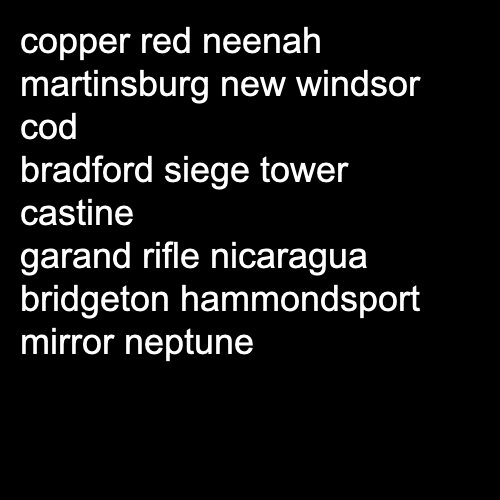 copper red neenah
martinsburg new windsor
cod
bradford siege tower
castine
garand rifle nicaragua
bridgeton hammondsport
mirror neptune